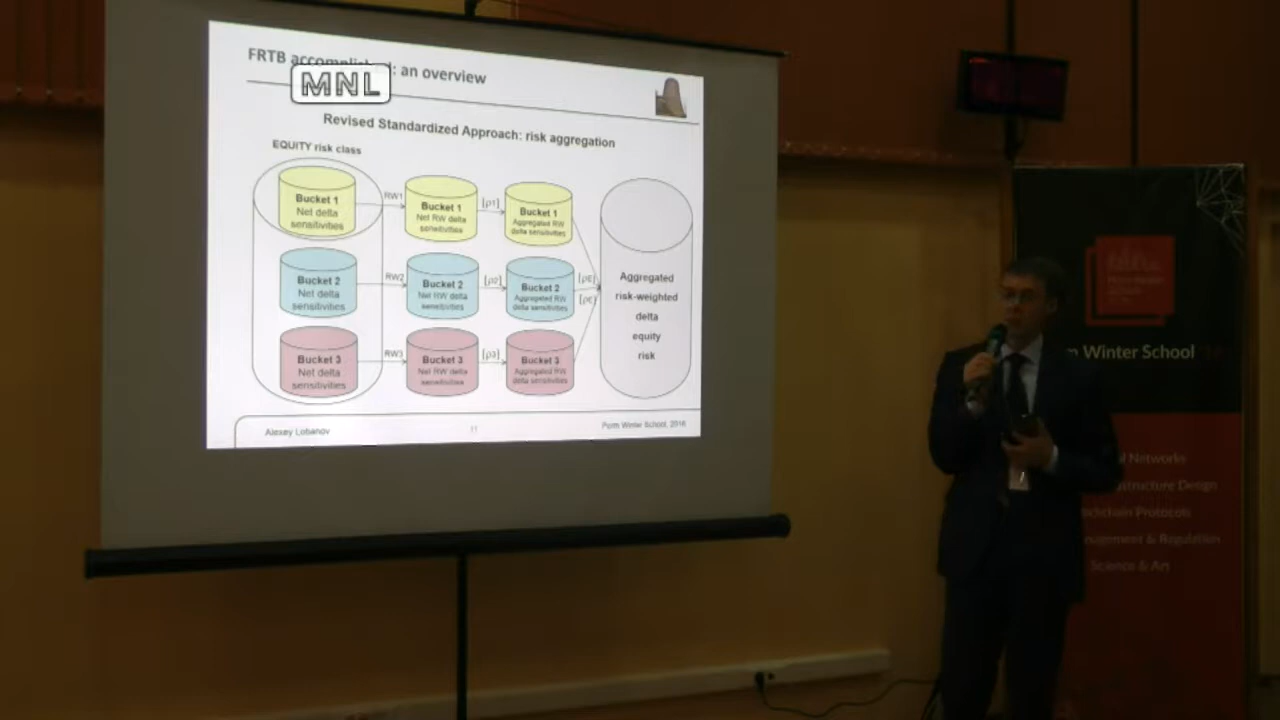 FRTB accomplished: an overview
MNL
Revised Standardized Approach: risk aggregation
EQUITY risk class
Bucket 1
Net delta
sensitivities
RW1
Bucket 1
Net RW delta
sensitivities
[ρ1]
Bucket 1
Aggregated RW
delta sensitivities
Bucket 2
Net delta
sensitivities
RW2
Bucket 2
Net RW delta
sensitivities
[ρ2]
Bucket 2
Aggregated RW
delta sensitivities
Bucket 3
Net delta
sensitivities
RW3
Bucket 3
Net RW delta
sensitivities
[ρ3]
Bucket 3
Aggregated RW
delta sensitivities
[ρE]
[ρE]
Aggregated
risk-weighted
delta
equity
risk
Alexey Lobanov
11
Perm Winter School, 2016
Winter School
Networks
Design
Protocols
& Regulation
Science & Art